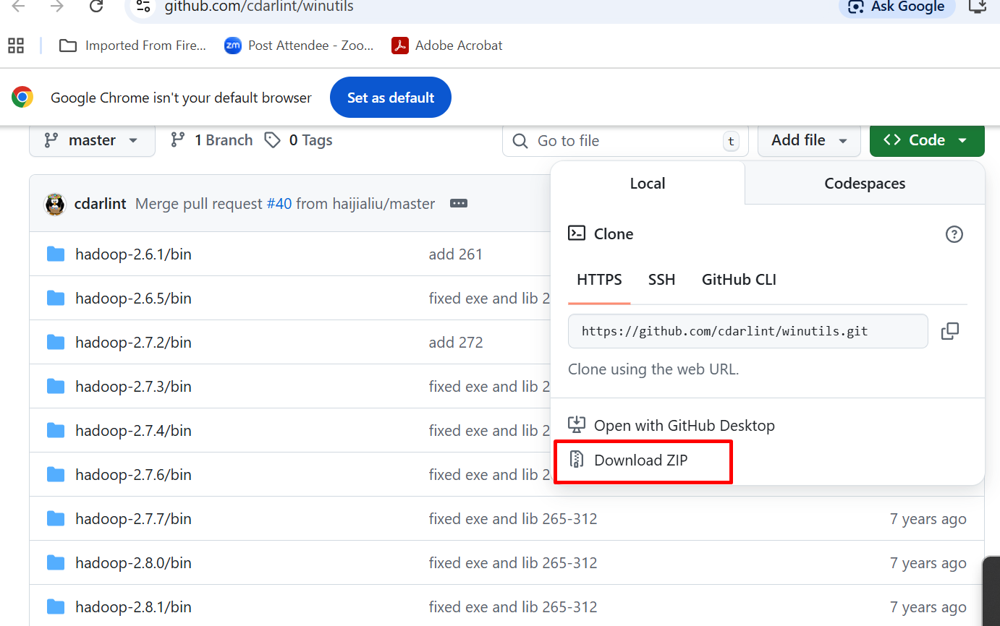 github.com/cdarlint/winutils
Ask Google
Imported From Fire...
zm
Post Attendee - Zoo...
Adobe Acrobat
Google Chrome isn't your default browser
Set as default
master
1 Branch
0 Tags
Go to file
t
Add file
Code
Local
Codespaces
cdarlint Merge pull request #40 from haijialiu/master
Clone
HTTPS
SSH
GitHub CLI
https://github.com/cdarlint/winutils.git
Clone using the web URL.
Open with GitHub Desktop
Download ZIP
hadoop-2.6.1/bin add 261
hadoop-2.6.5/bin fixed exe and lib 2
hadoop-2.7.2/bin add 272
hadoop-2.7.3/bin fixed exe and lib 2
hadoop-2.7.4/bin fixed exe and lib 2
hadoop-2.7.6/bin fixed exe and lib 2
hadoop-2.7.7/bin fixed exe and lib 265-312 7 years ago
hadoop-2.8.0/bin fixed exe and lib 265-312 7 years ago
hadoop-2.8.1/bin fixed exe and lib 265-312 7 years ago